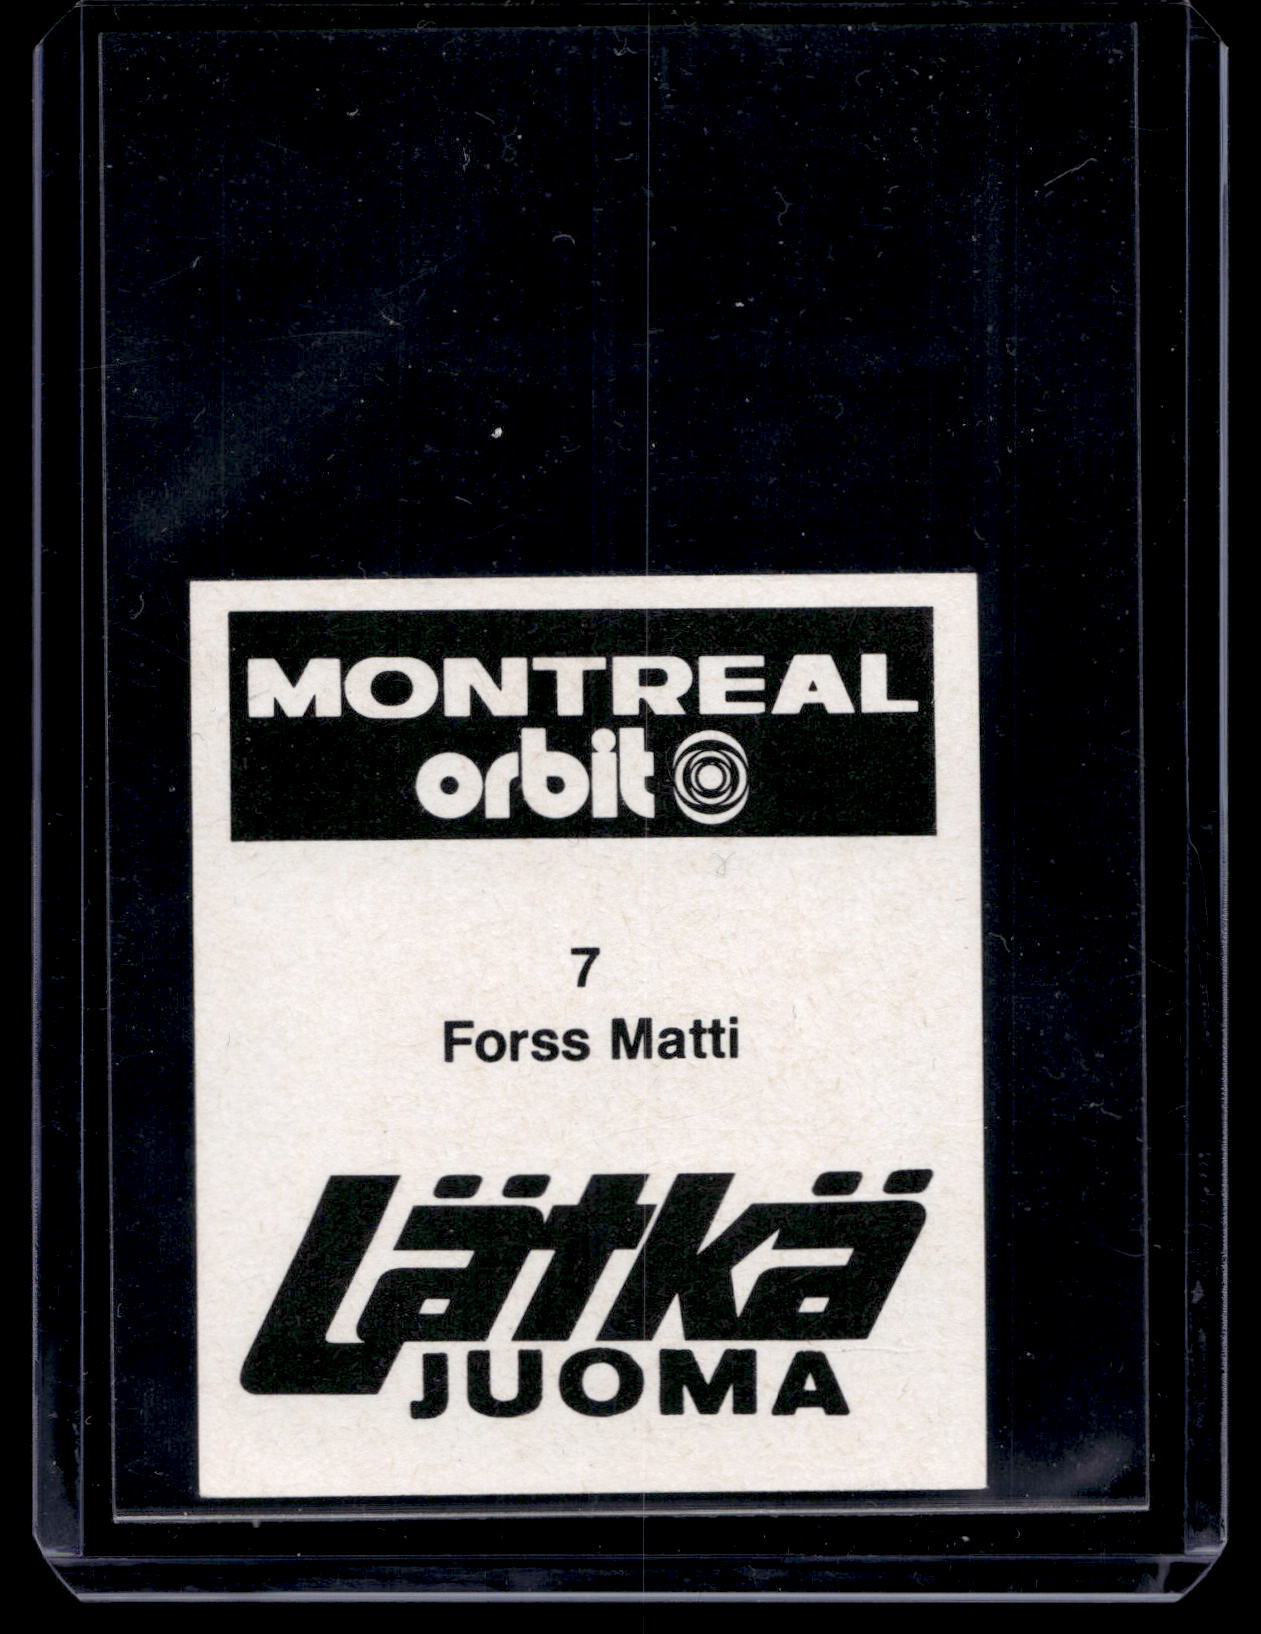 MONTREAL
orbit
7
Forss Matti
Lätkä
JUOMA